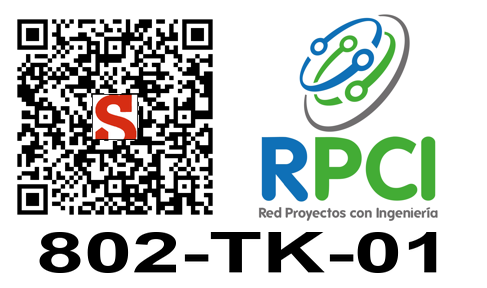 S
RPCI
Red Proyectos con Ingeniería
802-TK-01